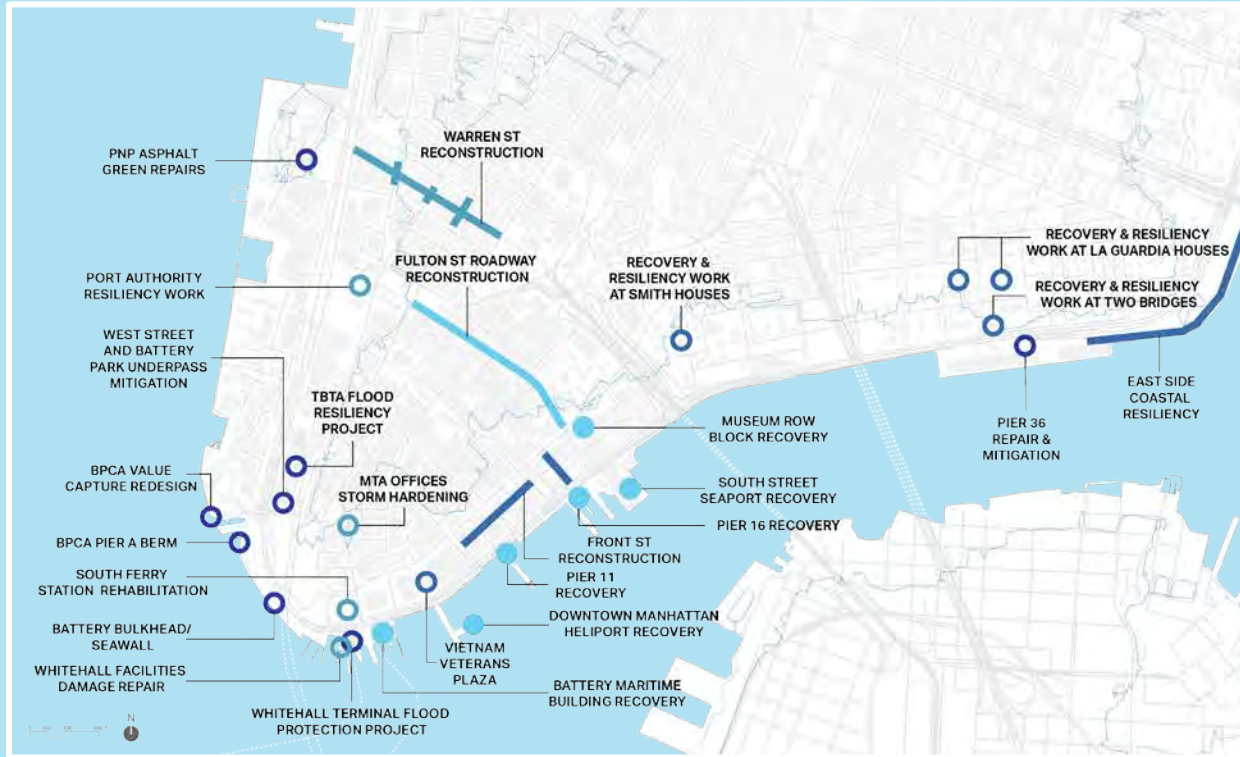 PNP ASPHALT
GREEN REPAIRS
WARREN ST
RECONSTRUCTION
PORT AUTHORITY
RESILIENCY WORK
FULTON ST ROADWAY
RECONSTRUCTION
RECOVERY &
RESILIENCY WORK
AT SMITH HOUSES
RECOVERY & RESILIENCY
WORK AT LA GUARDIA HOUSES
RECOVERY & RESILIENCY
WORK AT TWO BRIDGES
WEST STREET
AND BATTERY
PARK UNDERPASS
MITIGATION
TBTA FLOOD
RESILIENCY
PROJECT
EAST SIDE
COASTAL
RESILIENCY
PIER 36
REPAIR &
MITIGATION
MUSEUM ROW
BLOCK RECOVERY
BPCA VALUE
CAPTURE REDESIGN
MTA OFFICES
STORM HARDENING
SOUTH STREET
SEAPORT RECOVERY
PIER 16 RECOVERY
BPCA PIER A BERM
FRONT ST
RECONSTRUCTION
SOUTH FERRY
STATION REHABILITATION
PIER 11
RECOVERY
DOWNTOWN MANHATTAN
HELIPORT RECOVERY
BATTERY BULKHEAD/
SEAWALL
VIETNAM
VETERANS
PLAZA
WHITEHALL FACILITIES
DAMAGE REPAIR
BATTERY MARITIME
BUILDING RECOVERY
WHITEHALL TERMINAL FLOOD
PROTECTION PROJECT
N